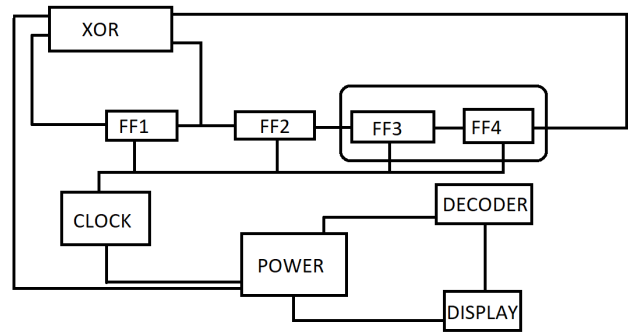 XOR
FF1
FF2
FF3
FF4
CLOCK
DECODER
POWER
DISPLAY